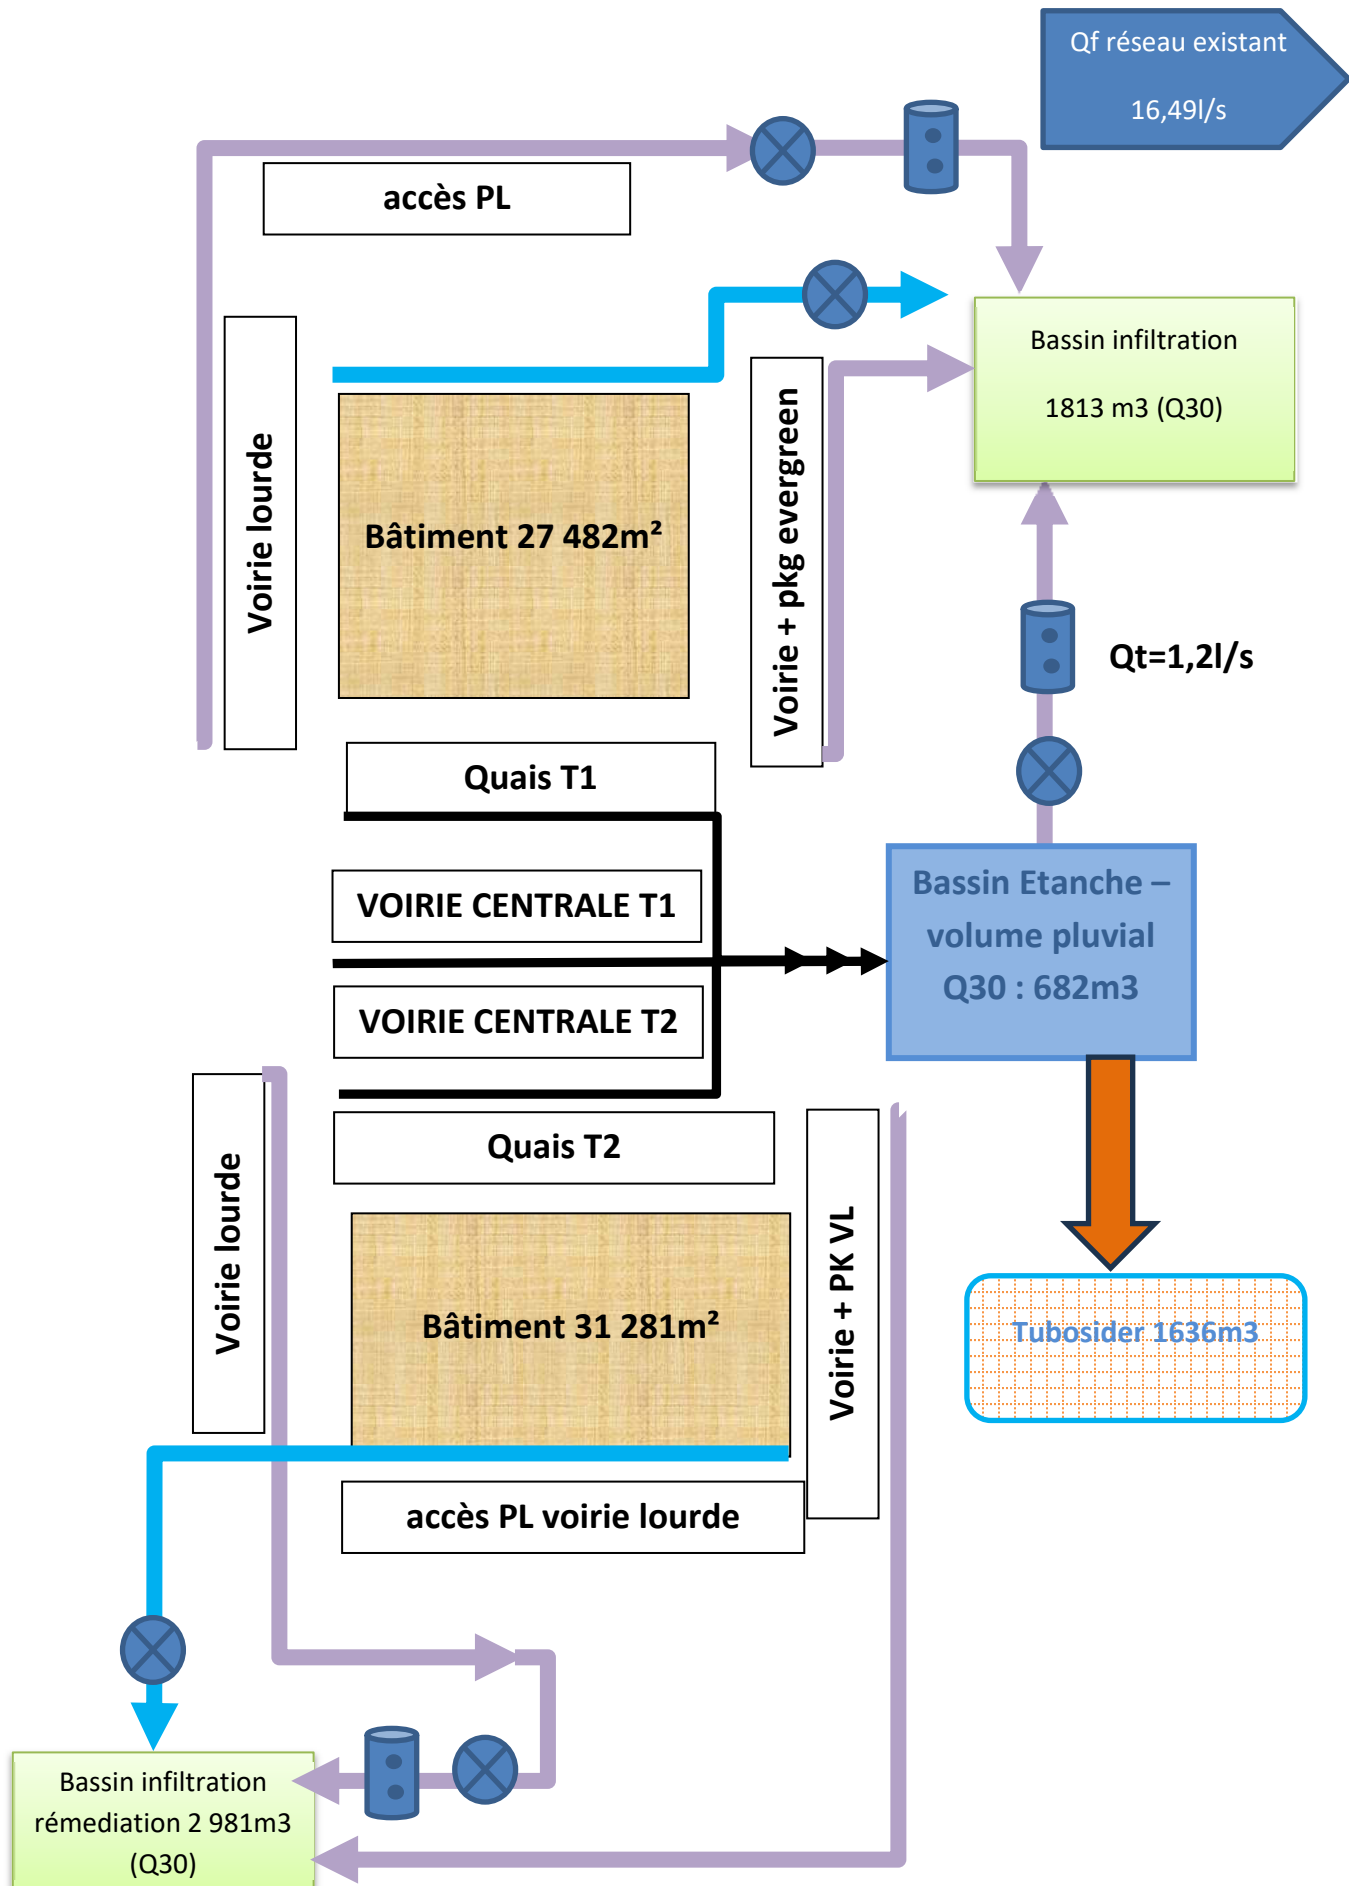 Qf réseau existant
16,49l/s
accès PL
Bassin infiltration
1813 m3 (Q30)
Voirie lourde
Bâtiment 27 482m²
Voirie + pkg evergreen
Qt=1,2l/s
Quais T1
VOIRIE CENTRALE T1
Bassin Etanche –
volume pluvial
Q30 : 682m3
VOIRIE CENTRALE T2
Quais T2
Voirie lourde
Bâtiment 31 281m²
Voirie + PK VL
Tubosider 1636m3
accès PL voirie lourde
Bassin infiltration
rémediation 2 981m3
(Q30)